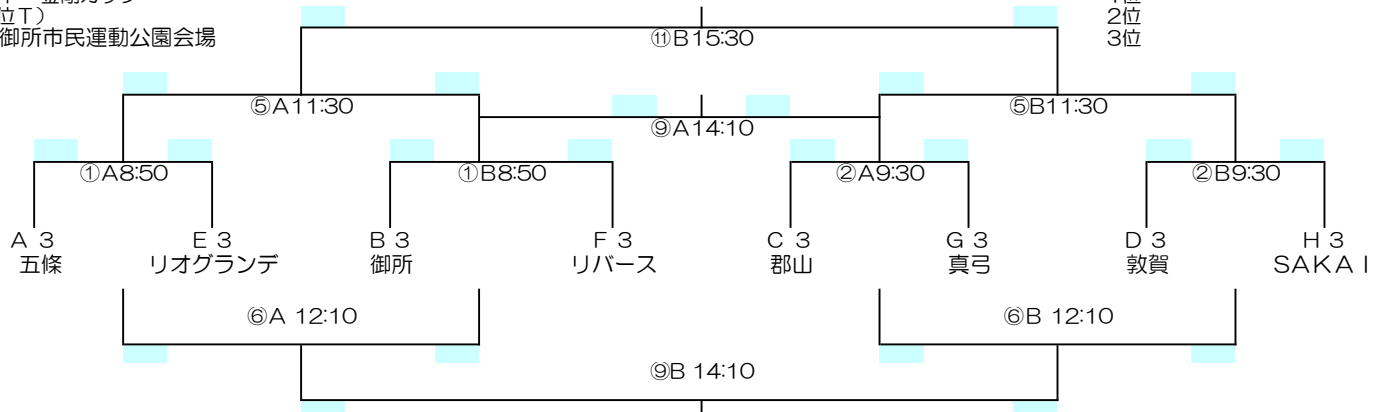 位T)
御所市民運動公園会場
2位
3位
⑪B15:30
⑤A11:30
⑤B11:30
⑨A14:10
①A8:50
①B8:50
②A9:30
②B9:30
A 3
E 3
B 3
F 3
C 3
G 3
D 3
H 3
五條
リオグランデ
御所
リバース
郡山
真弓
敦賀
SAKAI
⑥A 12:10
⑥B 12:10
⑨B 14:10